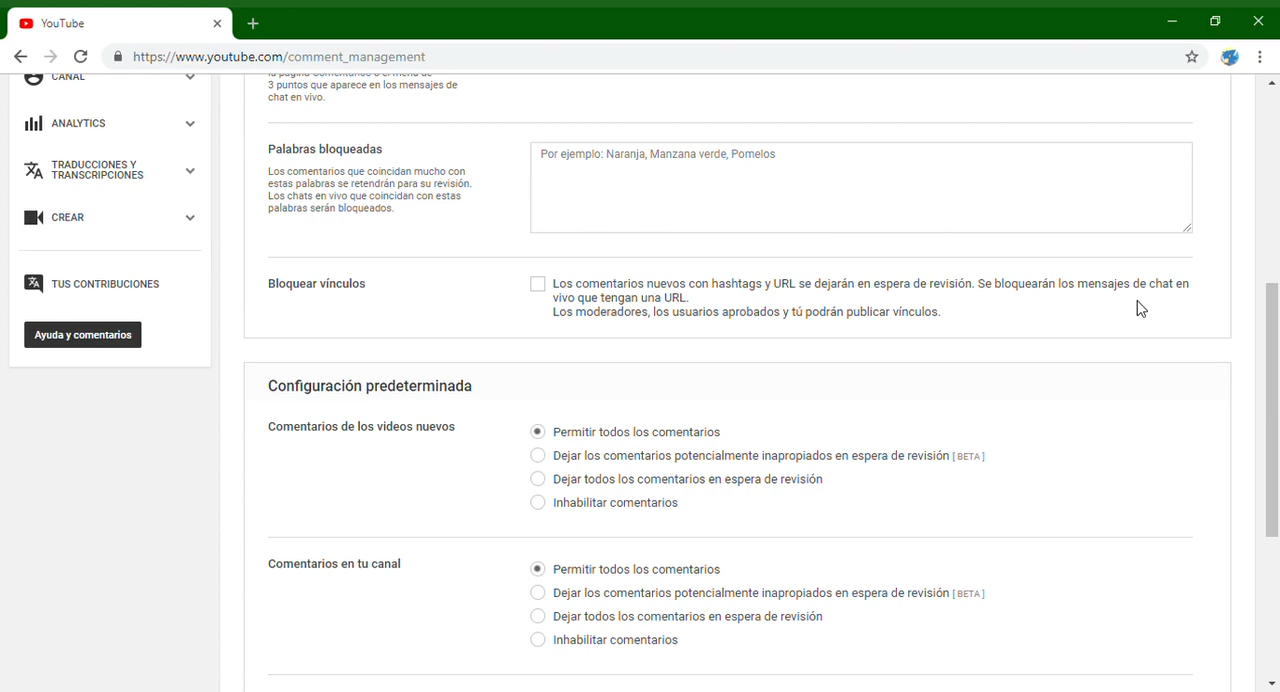 YouTube
https://www.youtube.com/comment_management
CANAL
ANALYTICS
TRADUCCIONES Y
TRANSCRIPCIONES
CREAR
TUS CONTRIBUCIONES
Ayuda y comentarios
la página Comentarios o el menú de
3 puntos que aparece en los mensajes de
chat en vivo.
Palabras bloqueadas
Los comentarios que coincidan mucho con
estas palabras se retendrán para su revisión.
Los chats en vivo que coincidan con estas
palabras serán bloqueados.
Por ejemplo: Naranja, Manzana verde, Pomelos
Bloquear vínculos
Los comentarios nuevos con hashtags y URL se dejarán en espera de revisión. Se bloquearán los mensajes de chat en
vivo que tengan una URL.
Los moderadores, los usuarios aprobados y tú podrán publicar vínculos.
Configuración predeterminada
Comentarios de los videos nuevos
Permitir todos los comentarios
Dejar los comentarios potencialmente inapropiados en espera de revisión [ BETA ]
Dejar todos los comentarios en espera de revisión
Inhabilitar comentarios
Comentarios en tu canal
Permitir todos los comentarios
Dejar los comentarios potencialmente inapropiados en espera de revisión [ BETA ]
Dejar todos los comentarios en espera de revisión
Inhabilitar comentarios